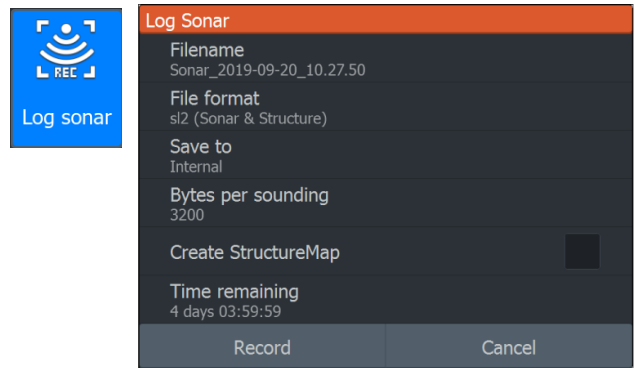 REC
Log sonar
Log Sonar
Filename
Sonar_2019-09-20_10.27.50
File format
sl2 (Sonar & Structure)
Save to
Internal
Bytes per sounding
3200
Create StructureMap
Time remaining
4 days 03:59:59
Record
Cancel